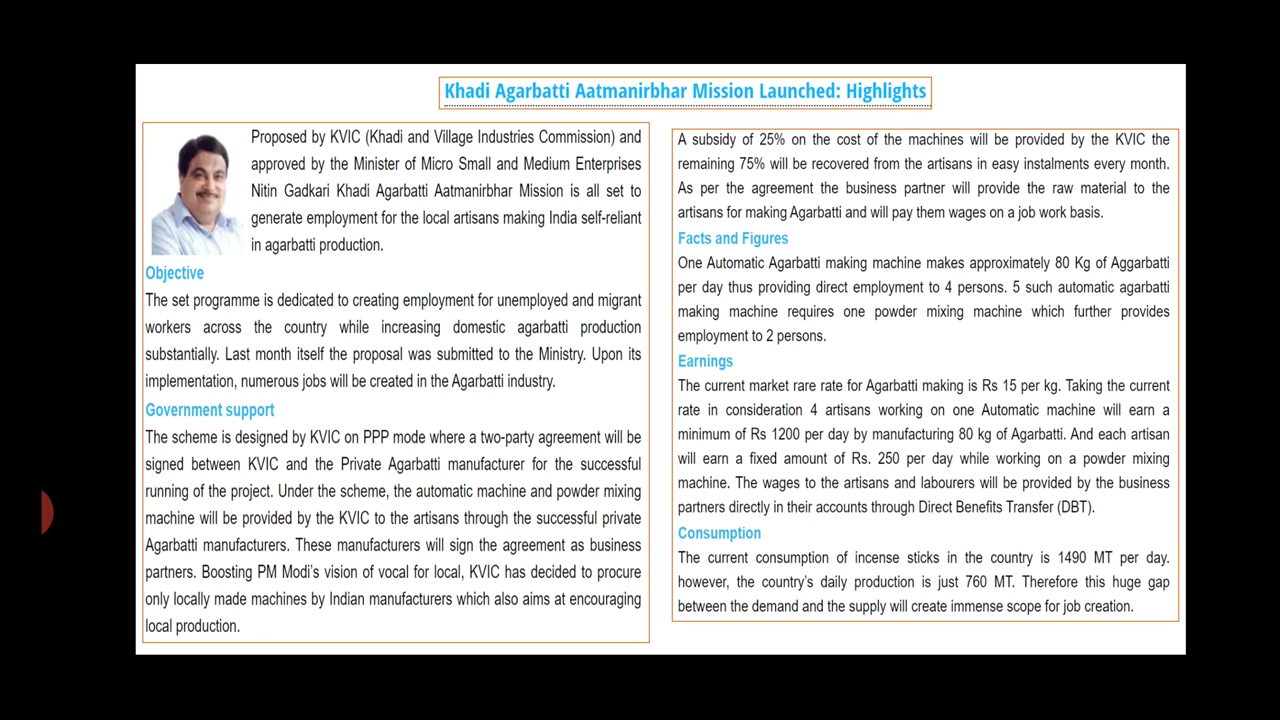 Khadi Agarbatti Aatmanirbhar Mission Launched: Highlights
Proposed by KVIC (Khadi and Village Industries Commission) and
approved by the Minister of Micro Small and Medium Enterprises
Nitin Gadkari Khadi Agarbatti Aatmanirbhar Mission is all set to
generate employment for the local artisans making India self-reliant
in agarbatti production.
Objective
The set programme is dedicated to creating employment for unemployed and migrant
workers across the country while increasing domestic agarbatti production
substantially. Last month itself the proposal was submitted to the Ministry. Upon its
implementation, numerous jobs will be created in the Agarbatti industry.
Government support
The scheme is designed by KVIC on PPP mode where a two-party agreement will be
signed between KVIC and the Private Agarbatti manufacturer for the successful
running of the project. Under the scheme, the automatic machine and powder mixing
machine will be provided by the KVIC to the artisans through the successful private
Agarbatti manufacturers. These manufacturers will sign the agreement as business
partners. Boosting PM Modi's vision of vocal for local, KVIC has decided to procure
only locally made machines by Indian manufacturers which also aims at encouraging
local production.
A subsidy of 25% on the cost of the machines will be provided by the KVIC the
remaining 75% will be recovered from the artisans in easy instalments every month.
As per the agreement the business partner will provide the raw material to the
artisans for making Agarbatti and will pay them wages on a job work basis.
Facts and Figures
One Automatic Agarbatti making machine makes approximately 80 Kg of Aggarbatti
per day thus providing direct employment to 4 persons. 5 such automatic agarbatti
making machine requires one powder mixing machine which further provides
employment to 2 persons.
Earnings
The current market rare rate for Agarbatti making is Rs 15 per kg. Taking the current
rate in consideration 4 artisans working on one Automatic machine will earn a
minimum of Rs 1200 per day by manufacturing 80 kg of Agarbatti. And each artisan
will earn a fixed amount of Rs. 250 per day while working on a powder mixing
machine. The wages to the artisans and labourers will be provided by the business
partners directly in their accounts through Direct Benefits Transfer (DBT).
Consumption
The current consumption of incense sticks in the country is 1490 MT per day.
however, the country's daily production is just 760 MT. Therefore this huge gap
between the demand and the supply will create immense scope for job creation.